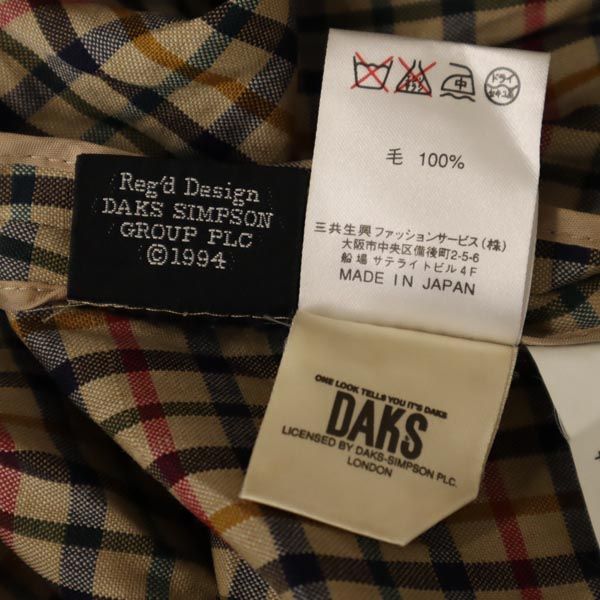 Reg'd Design
DAKS SIMPSON
GROUP PLC
©1994
中
ドライ
毛 100%
三共生興ファッションサービス(株)
大阪市中央区備後町2-5-6
船場 サテライトビル4F
MADE IN JAPAN
ONE LOOK TELLS YOU IT'S DAKS
DAKS
LICENSED BY DAKS-SIMPSON PLC.
LONDON